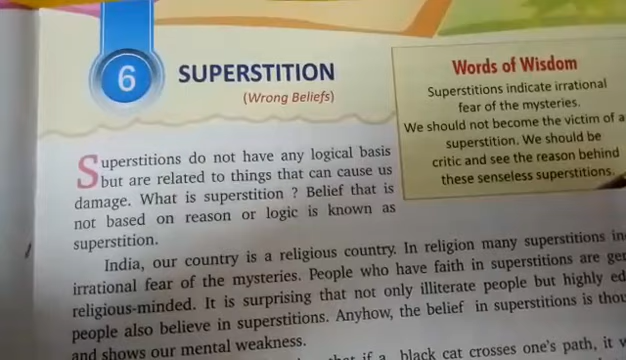 6
SUPERSTITION
(Wrong Beliefs)
Words of Wisdom
Superstitions indicate irrational
fear of the mysteries.
We should not become the victim of a
superstition. We should be
critic and see the reason behind
these senseless superstitions.
Superstitions do not have any logical basis
but are related to things that can cause us
damage. What is superstition ? Belief that is
not based on reason or logic is known as
superstition.
India, our country is a religious country. In religion many superstitions
irrational fear of the mysteries. People who have faith in superstitions are
religious-minded. It is surprising that not only illiterate people but highly
people also believe in superstitions. Anyhow, the belief in superstitions is
and shows our mental weakness.
that if a black cat crosses one's path, it